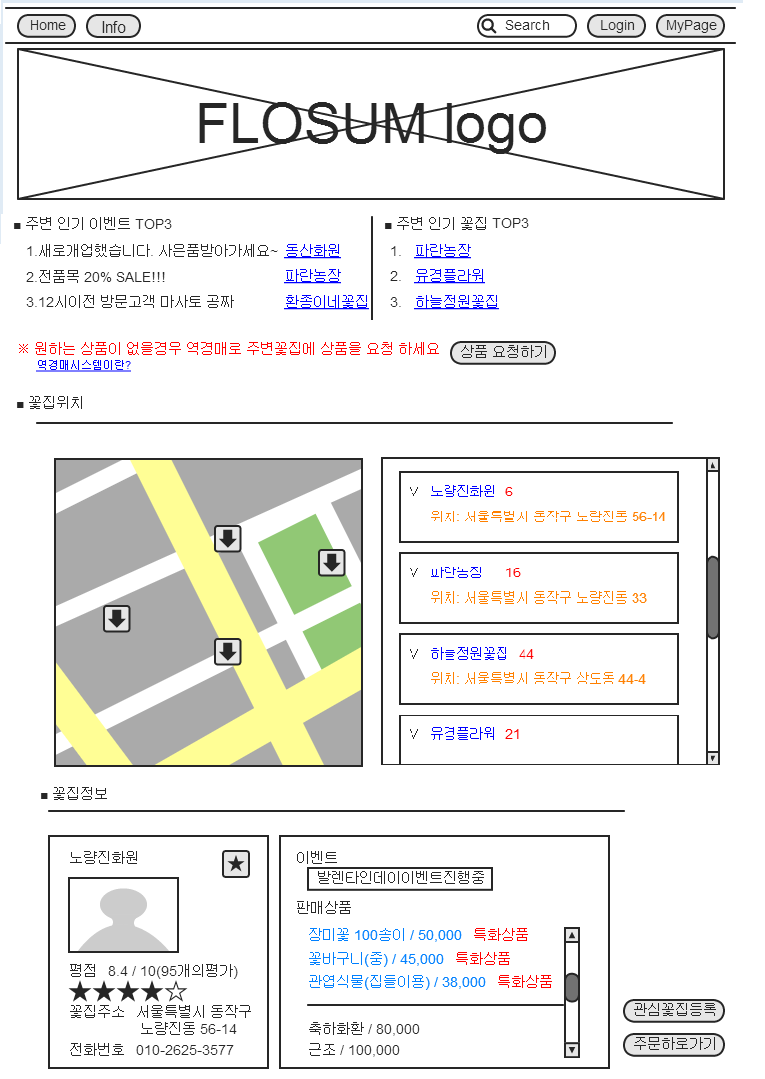 Home Info Search Login MyPage
FLOSUM logo
■ 주변 인기 이벤트 TOP3
1.새로개업했습니다. 사은품받아가세요~ 동산화원
2.전품목 20% SALE!!! 파란농장
3.12시이전 방문고객 마사토 공짜 환종이네꽃집
■ 주변 인기 꽃집 TOP3
1. 파란농장
2. 유경플라워
3. 하늘정원꽃집
※ 원하는 상품이 없을경우 역경매로 주변꽃집에 상품을 요청 하세요 상품 요청하기
역경매시스템이란?
■ 꽃집위치
V 노량진화원 6
위치: 서울특별시 동작구 노량진동 56-14
V 파란농장 16
위치: 서울특별시 동작구 노량진동 33
V 하늘정원꽃집 44
위치: 서울특별시 동작구 상도동 44-4
V 유경플라워 21
■ 꽃집정보
노량진화원
평점 8.4 / 10(95개의평가)
꽃집주소 서울특별시 동작구
노량진동 56-14
전화번호 010-2625-3577
이벤트
발렌타인데이이벤트진행중
판매상품
장미꽃 100송이 / 50,000 특화상품
꽃바구니(중) / 45,000 특화상품
관엽식물(집들이용) / 38,000 특화상품
축하화환 / 80,000
근조 / 100,000
관심꽃집등록
주문하로가기